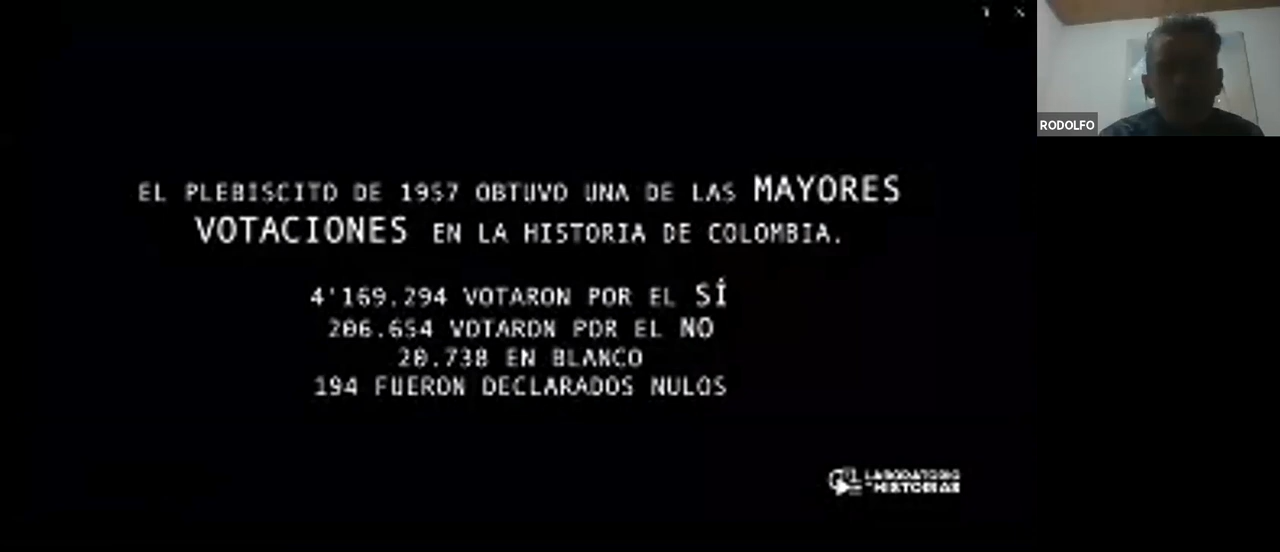 EL PLEBISCITO DE 1957 OBTUVO UNA DE LAS MAYORES
VOTACIONES EN LA HISTORIA DE COLOMBIA.
4'169.294 VOTARON POR EL SÍ
206.654 VOTARON POR EL NO
20.738 EN BLANCO
194 FUERON DECLARADOS NULOS
LABORATORIO
DE HISTORIAS
RODOLFO